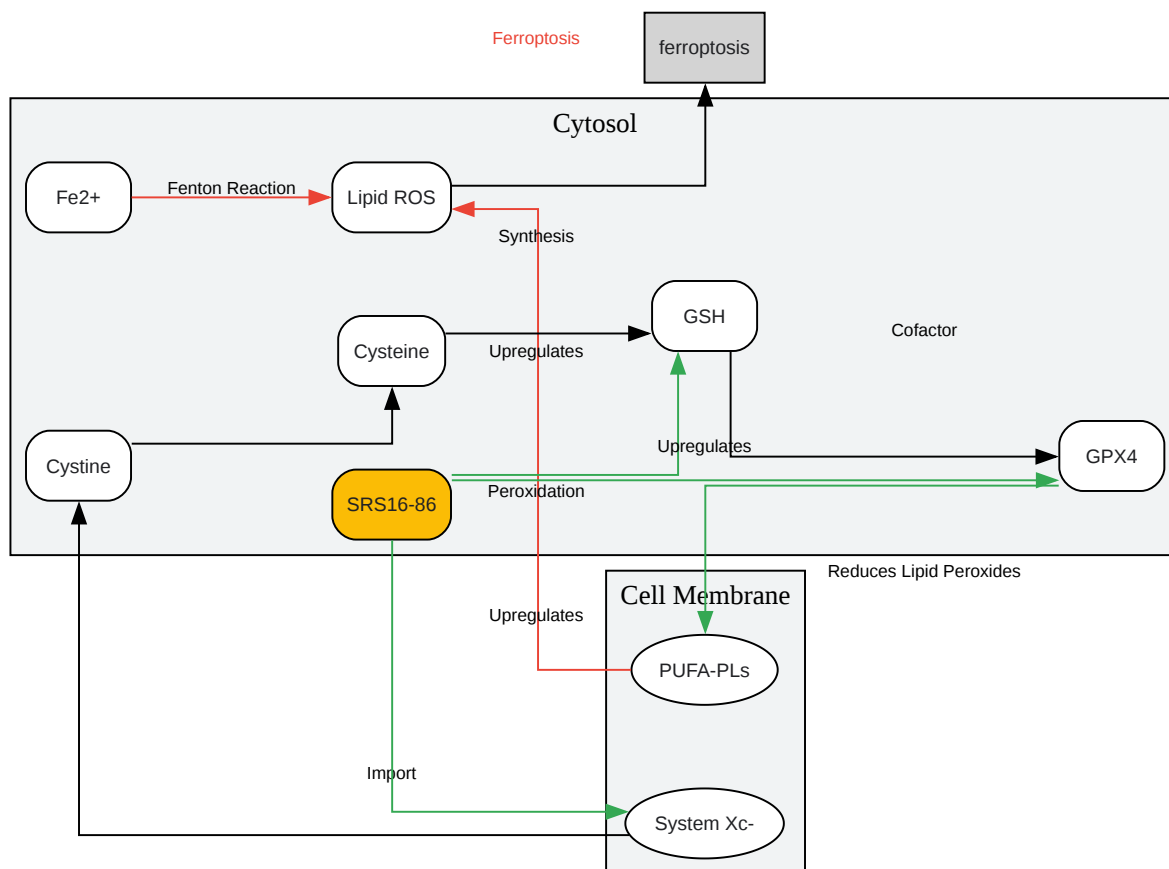 Ferroptosis
ferroptosis
Cytosol
Fe2+
Fenton Reaction
Lipid ROS
Synthesis
GSH
Cofactor
Cysteine
Upregulates
Upregulates
GPX4
Cystine
SRS16-86
Peroxidation
Reduces Lipid Peroxides
Cell Membrane
Upregulates
PUFA-PLs
Import
System Xc-